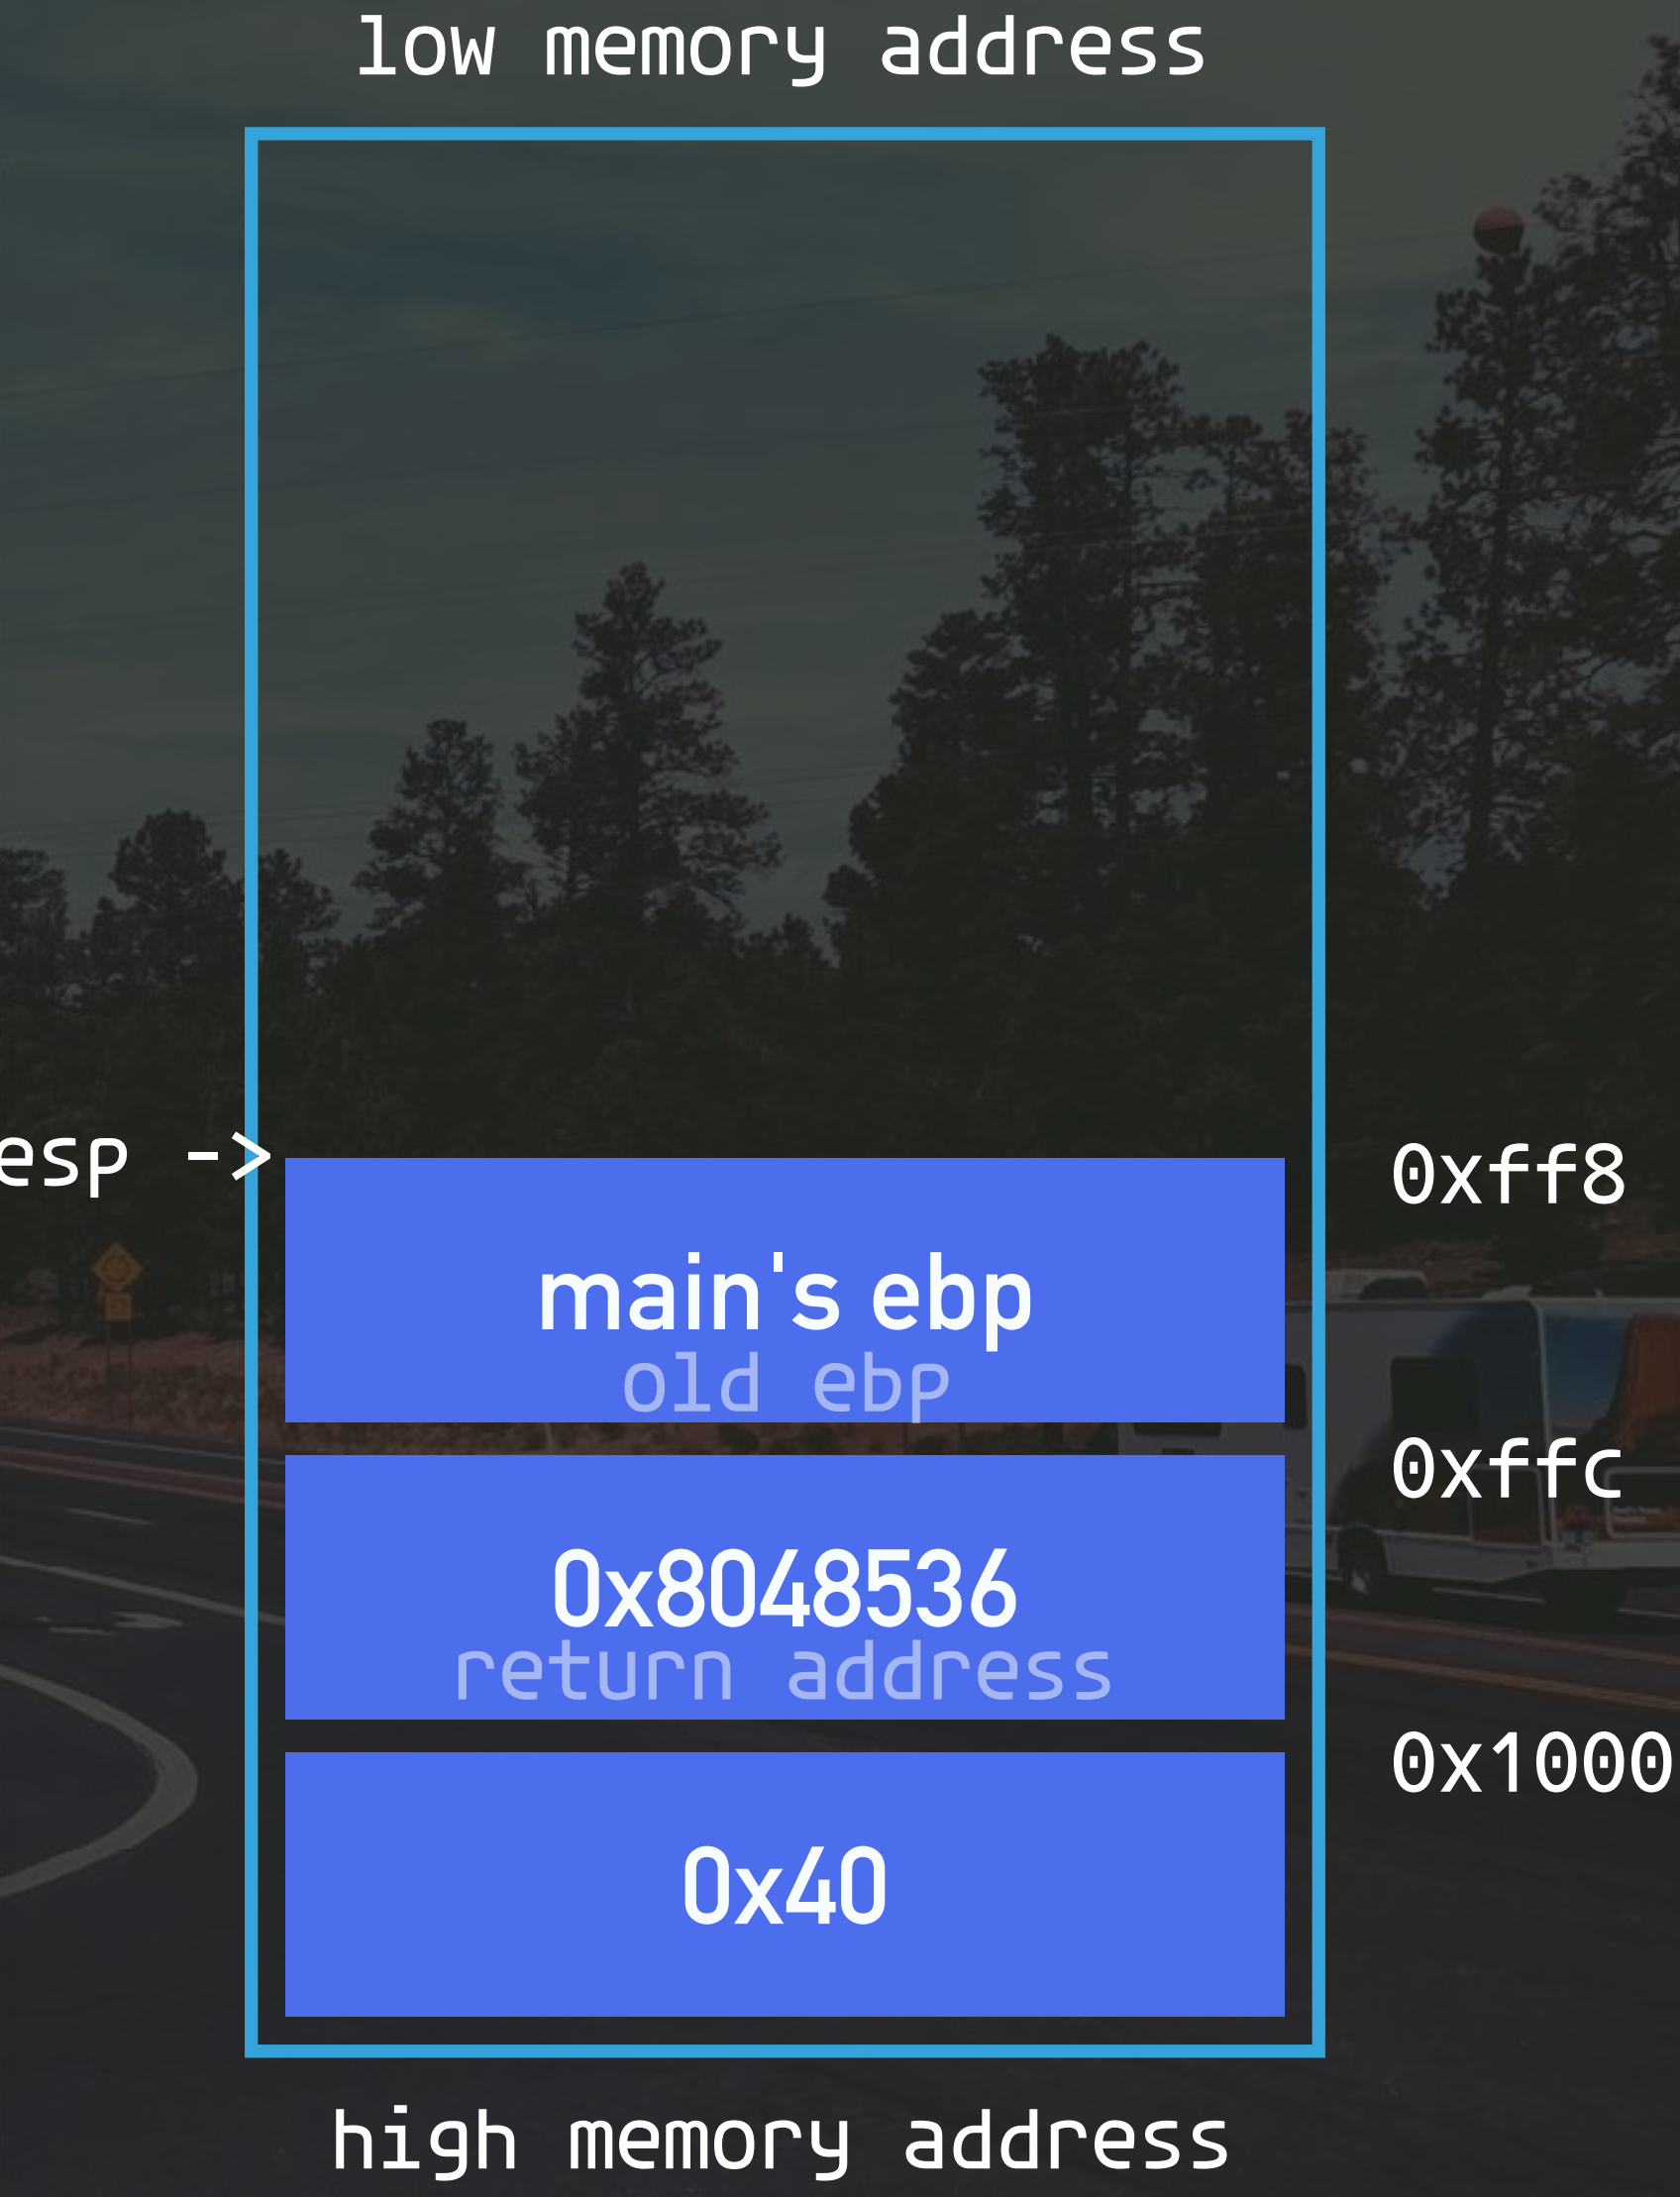 low memory address
esp ->
0xff8
main's ebp
old ebp
0xffc
0x8048536
return address
0x1000
0x40
high memory address